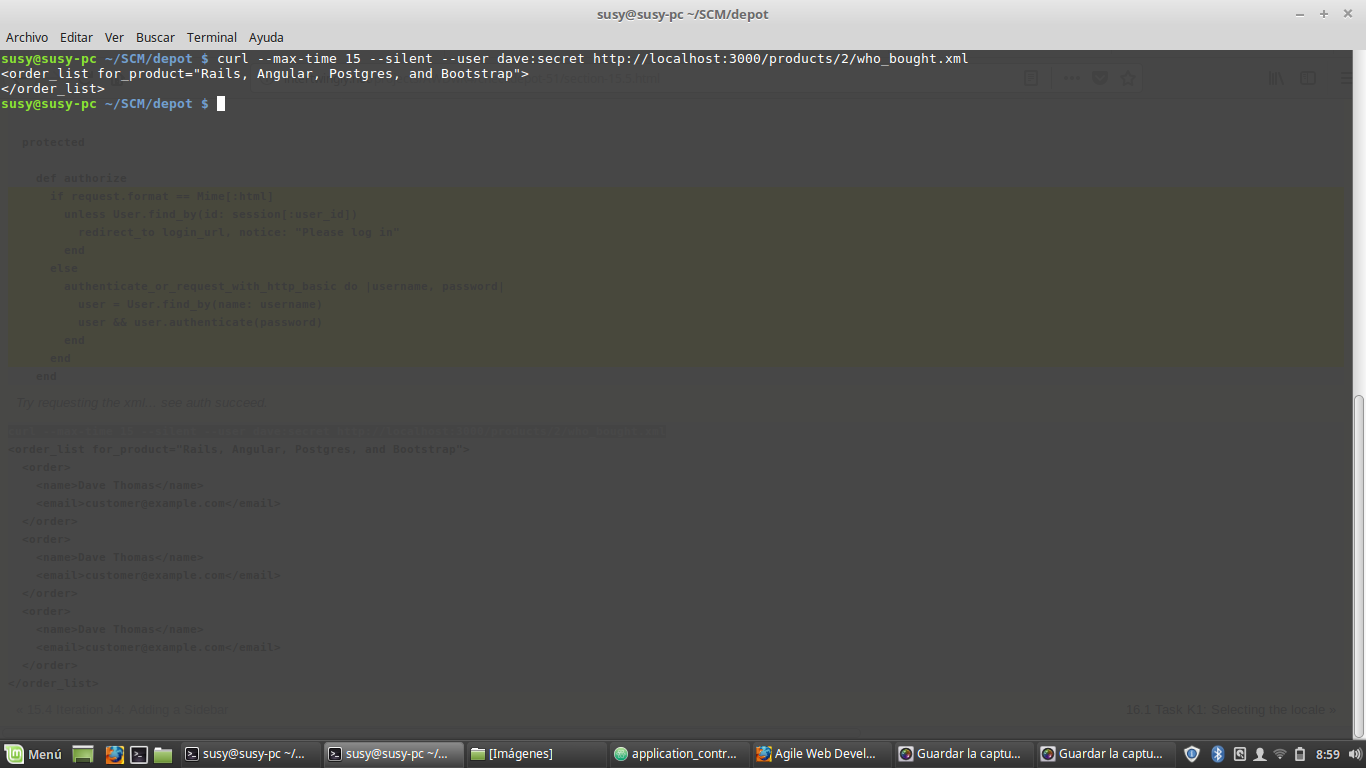 susy@susy-pc ~/SCM/depot
Archivo Editar Ver Buscar Terminal Ayuda
susy@susy-pc ~/SCM/depot $ curl --max-time 15 --silent --user dave:secret http://localhost:3000/products/2/who_bought.xml
<order_list for_product="Rails, Angular, Postgres, and Bootstrap">
</order_list>
susy@susy-pc ~/SCM/depot $
protected
def authorize
if request.format == Mime[:html]
unless User.find_by(id: session[:user_id])
redirect_to login_url, notice: "Please log in"
end
else
authenticate_or_request_with_http_basic do |username, password|
user = User.find_by(name: username)
user && user.authenticate(password)
end
end
end
Try requesting the xml... see auth succeed.
<order_list for_product="Rails, Angular, Postgres, and Bootstrap">
<order>
<name>Dave Thomas</name>
<email>customer@example.com</email>
</order>
<order>
<name>Dave Thomas</name>
<email>customer@example.com</email>
</order>
<order>
<name>Dave Thomas</name>
<email>customer@example.com</email>
</order>
</order_list>
« 15.4 Iteration J4: Adding a Sidebar 16.1 Task K1: Selecting the locale »
Menú susy@susy-pc ~/... susy@susy-pc ~/... [Imágenes] application_contr... Agile Web Devel... Guardar la captu... Guardar la captu... 8:59